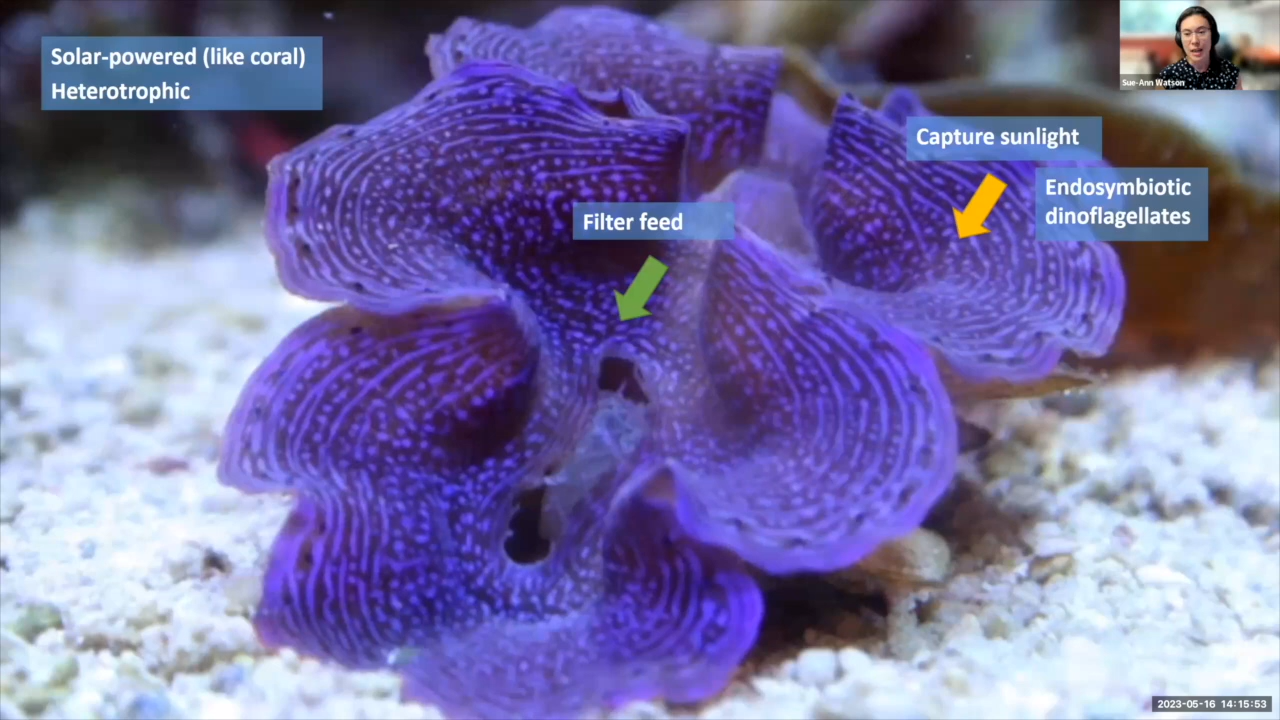 Solar-powered (like coral)
Heterotrophic
Sue-Ann Watson
Capture sunlight
Endosymbiotic
dinoflagellates
Filter feed
2023-05-16 14:15:53